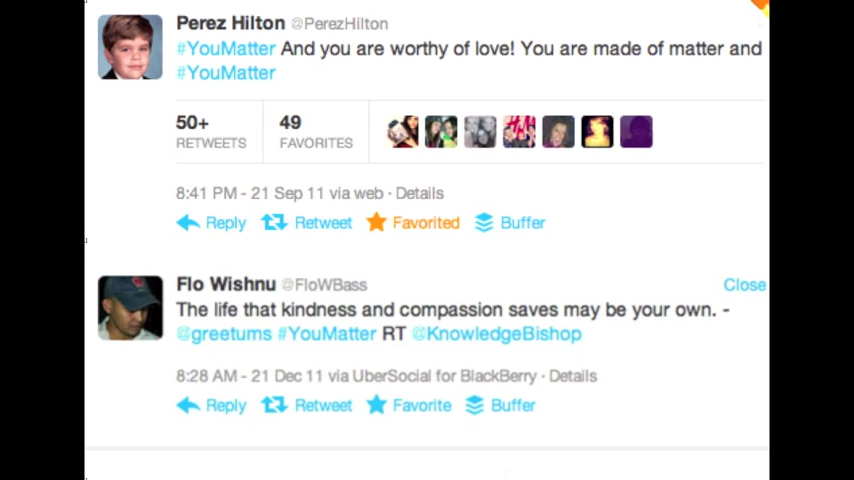 Perez Hilton @PerezHilton
#YouMatter And you are worthy of love! You are made of matter and
#YouMatter
50+ 49
RETWEETS FAVORITES
8:41 PM - 21 Sep 11 via web · Details
Reply Retweet Favorited Buffer
Flo Wishnu @FloWBass Close
The life that kindness and compassion saves may be your own. -
@greetums #YouMatter RT @KnowledgeBishop
8:28 AM - 21 Dec 11 via UberSocial for BlackBerry · Details
Reply Retweet Favorite Buffer